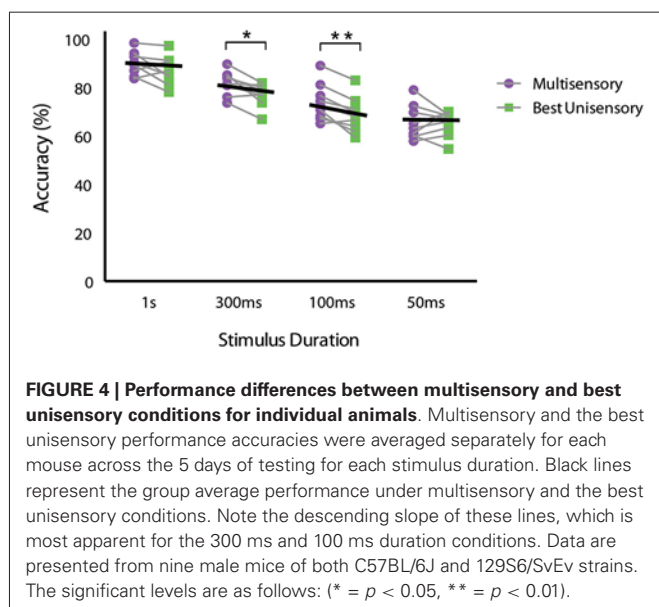 100
80
60
40
20
0
Accuracy (%)
*
**
Multisensory
Best Unisensory
1s 300ms 100ms 50ms
Stimulus Duration
FIGURE 4 | Performance differences between multisensory and best
unisensory conditions for individual animals. Multisensory and the best
unisensory performance accuracies were averaged separately for each
mouse across the 5 days of testing for each stimulus duration. Black lines
represent the group average performance under multisensory and the best
unisensory conditions. Note the descending slope of these lines, which is
most apparent for the 300 ms and 100 ms duration conditions. Data are
presented from nine male mice of both C57BL/6J and 129S6/SvEv strains.
The significant levels are as follows: (* = p < 0.05, ** = p < 0.01).